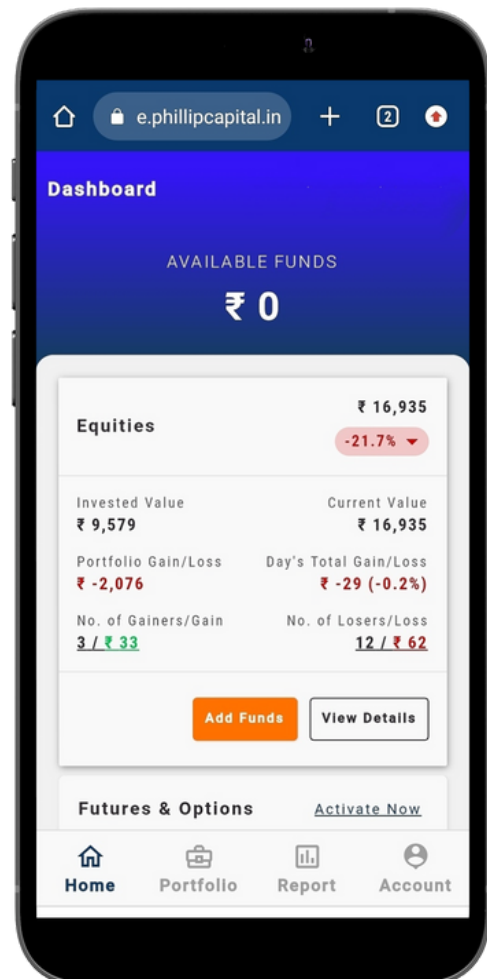 e.phillipcapital.in
2
Dashboard
AVAILABLE FUNDS
₹ 0
Equities
₹ 16,935
-21.7%
Invested Value
Current Value
₹ 9,579
₹ 16,935
Portfolio Gain/Loss
Day's Total Gain/Loss
₹ -2,076
₹ -29 (-0.2%)
No. of Gainers/Gain
No. of Losers/Loss
3 / ₹ 33
12 / ₹ 62
Add Funds
View Details
Futures & Options
Activate Now
Home
Portfolio
Report
Account